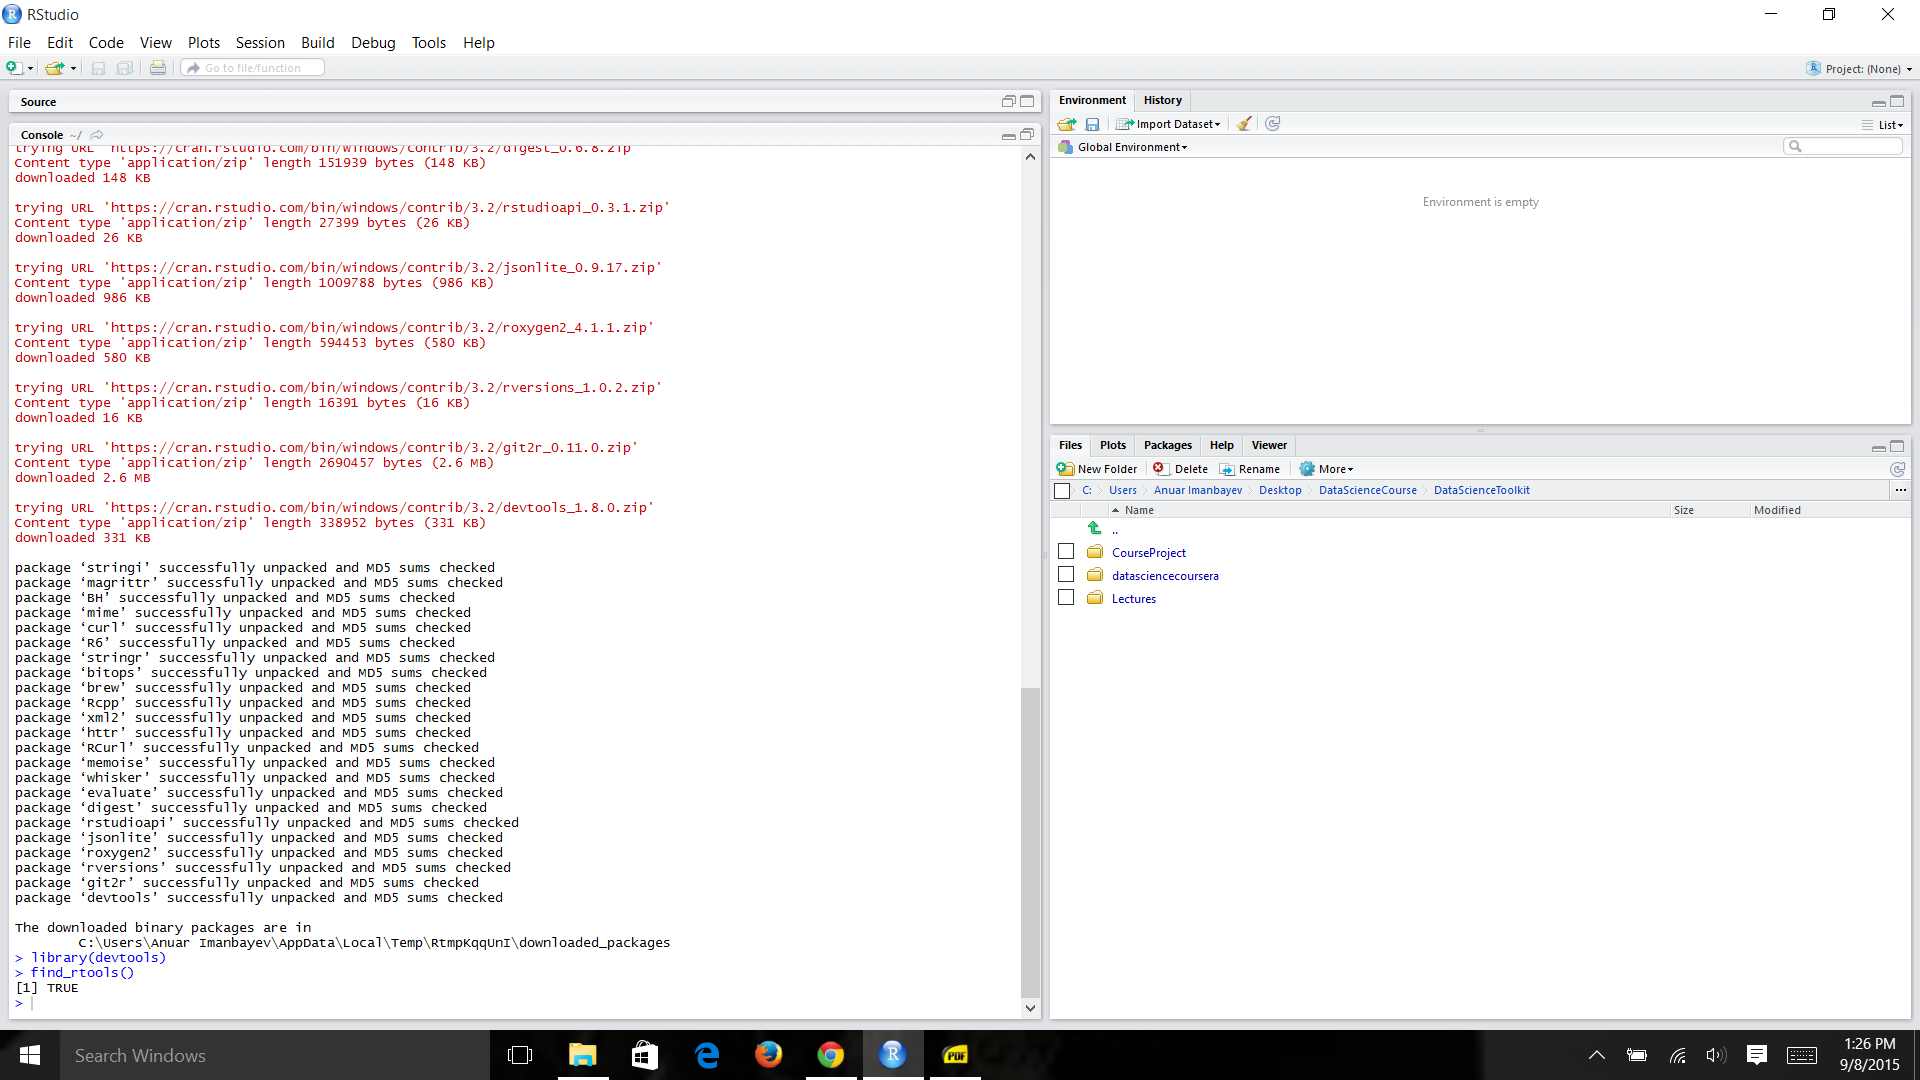 RStudio
File Edit Code View Plots Session Build Debug Tools Help
Go to file/function
Project: (None)
Source
Console ~/
trying URL 'https://cran.rstudio.com/bin/windows/contrib/3.2/digest_0.6.8.zip'
Content type 'application/zip' length 151939 bytes (148 KB)
downloaded 148 KB
trying URL 'https://cran.rstudio.com/bin/windows/contrib/3.2/rstudioapi_0.3.1.zip'
Content type 'application/zip' length 27399 bytes (26 KB)
downloaded 26 KB
trying URL 'https://cran.rstudio.com/bin/windows/contrib/3.2/jsonlite_0.9.17.zip'
Content type 'application/zip' length 1009788 bytes (986 KB)
downloaded 986 KB
trying URL 'https://cran.rstudio.com/bin/windows/contrib/3.2/roxygen2_4.1.1.zip'
Content type 'application/zip' length 594453 bytes (580 KB)
downloaded 580 KB
trying URL 'https://cran.rstudio.com/bin/windows/contrib/3.2/rversions_1.0.2.zip'
Content type 'application/zip' length 16391 bytes (16 KB)
downloaded 16 KB
trying URL 'https://cran.rstudio.com/bin/windows/contrib/3.2/git2r_0.11.0.zip'
Content type 'application/zip' length 2690457 bytes (2.6 MB)
downloaded 2.6 MB
trying URL 'https://cran.rstudio.com/bin/windows/contrib/3.2/devtools_1.8.0.zip'
Content type 'application/zip' length 338952 bytes (331 KB)
downloaded 331 KB
package ‘stringi’ successfully unpacked and MD5 sums checked
package ‘magrittr’ successfully unpacked and MD5 sums checked
package ‘BH’ successfully unpacked and MD5 sums checked
package ‘mime’ successfully unpacked and MD5 sums checked
package ‘curl’ successfully unpacked and MD5 sums checked
package ‘R6’ successfully unpacked and MD5 sums checked
package ‘stringr’ successfully unpacked and MD5 sums checked
package ‘bitops’ successfully unpacked and MD5 sums checked
package ‘brew’ successfully unpacked and MD5 sums checked
package ‘Rcpp’ successfully unpacked and MD5 sums checked
package ‘xml2’ successfully unpacked and MD5 sums checked
package ‘httr’ successfully unpacked and MD5 sums checked
package ‘RCurl’ successfully unpacked and MD5 sums checked
package ‘memoise’ successfully unpacked and MD5 sums checked
package ‘whisker’ successfully unpacked and MD5 sums checked
package ‘evaluate’ successfully unpacked and MD5 sums checked
package ‘digest’ successfully unpacked and MD5 sums checked
package ‘rstudioapi’ successfully unpacked and MD5 sums checked
package ‘jsonlite’ successfully unpacked and MD5 sums checked
package ‘roxygen2’ successfully unpacked and MD5 sums checked
package ‘rversions’ successfully unpacked and MD5 sums checked
package ‘git2r’ successfully unpacked and MD5 sums checked
package ‘devtools’ successfully unpacked and MD5 sums checked
The downloaded binary packages are in
C:\Users\Anuar Imanbayev\AppData\Local\Temp\RtmpKqqUnI\downloaded_packages
> library(devtools)
> find_rtools()
[1] TRUE
>
Environment History
Import Dataset
List
Global Environment
Environment is empty
Files Plots Packages Help Viewer
New Folder Delete Rename More
C: Users Anuar Imanbayev Desktop DataScienceCourse DataScienceToolkit ...
Name Size Modified
..
CourseProject
datasciencecoursera
Lectures
Search Windows
PDF
1:26 PM
9/8/2015